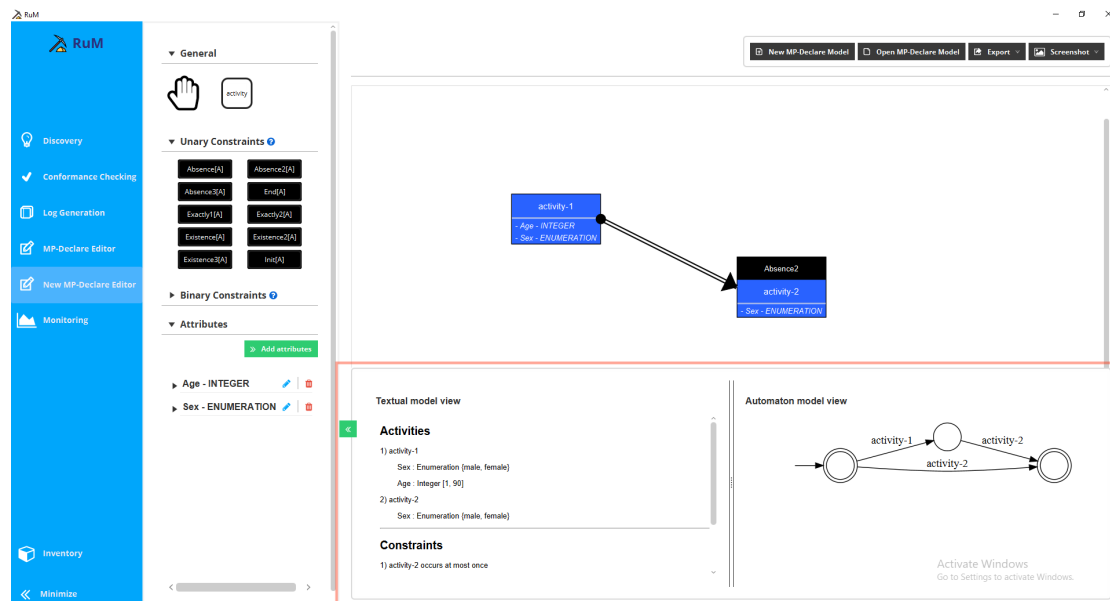 RuM
RuM
Discovery
Conformance Checking
Log Generation
MP-Declare Editor
New MP-Declare Editor
Monitoring
Inventory
Minimize
General
activity
Unary Constraints ?
Absence[A] Absence2[A]
Absence3[A] End[A]
Exactly1[A] Exactly2[A]
Existence[A] Existence2[A]
Existence3[A] Init[A]
Binary Constraints ?
Attributes
» Add attributes
Age - INTEGER
Sex - ENUMERATION
New MP-Declare Model Open MP-Declare Model Export Screenshot
activity-1
- Age - INTEGER
- Sex - ENUMERATION
Absence2
activity-2
- Sex - ENUMERATION
Textual model view
Activities
1) activity-1
Sex : Enumeration {male, female}
Age : Integer [1, 90]
2) activity-2
Sex : Enumeration {male, female}
Constraints
1) activity-2 occurs at most once
Automaton model view
activity-1 activity-2
activity-2
Activate Windows
Go to Settings to activate Windows.